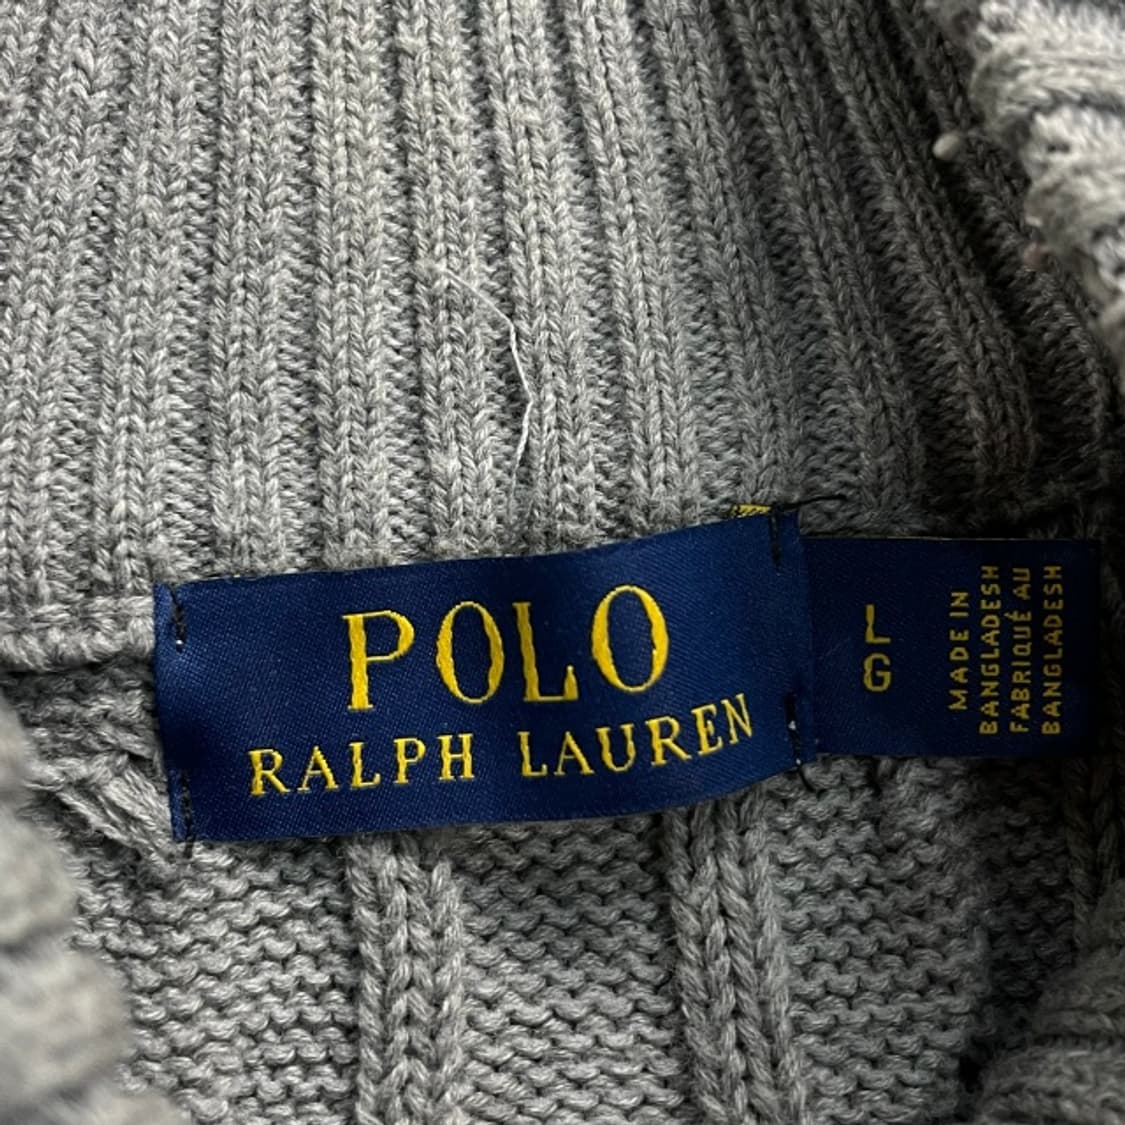 POLO
RALPH LAUREN
L
G
MADE IN
BANGLADESH
FABRIQUÉ AU
BANGLADESH